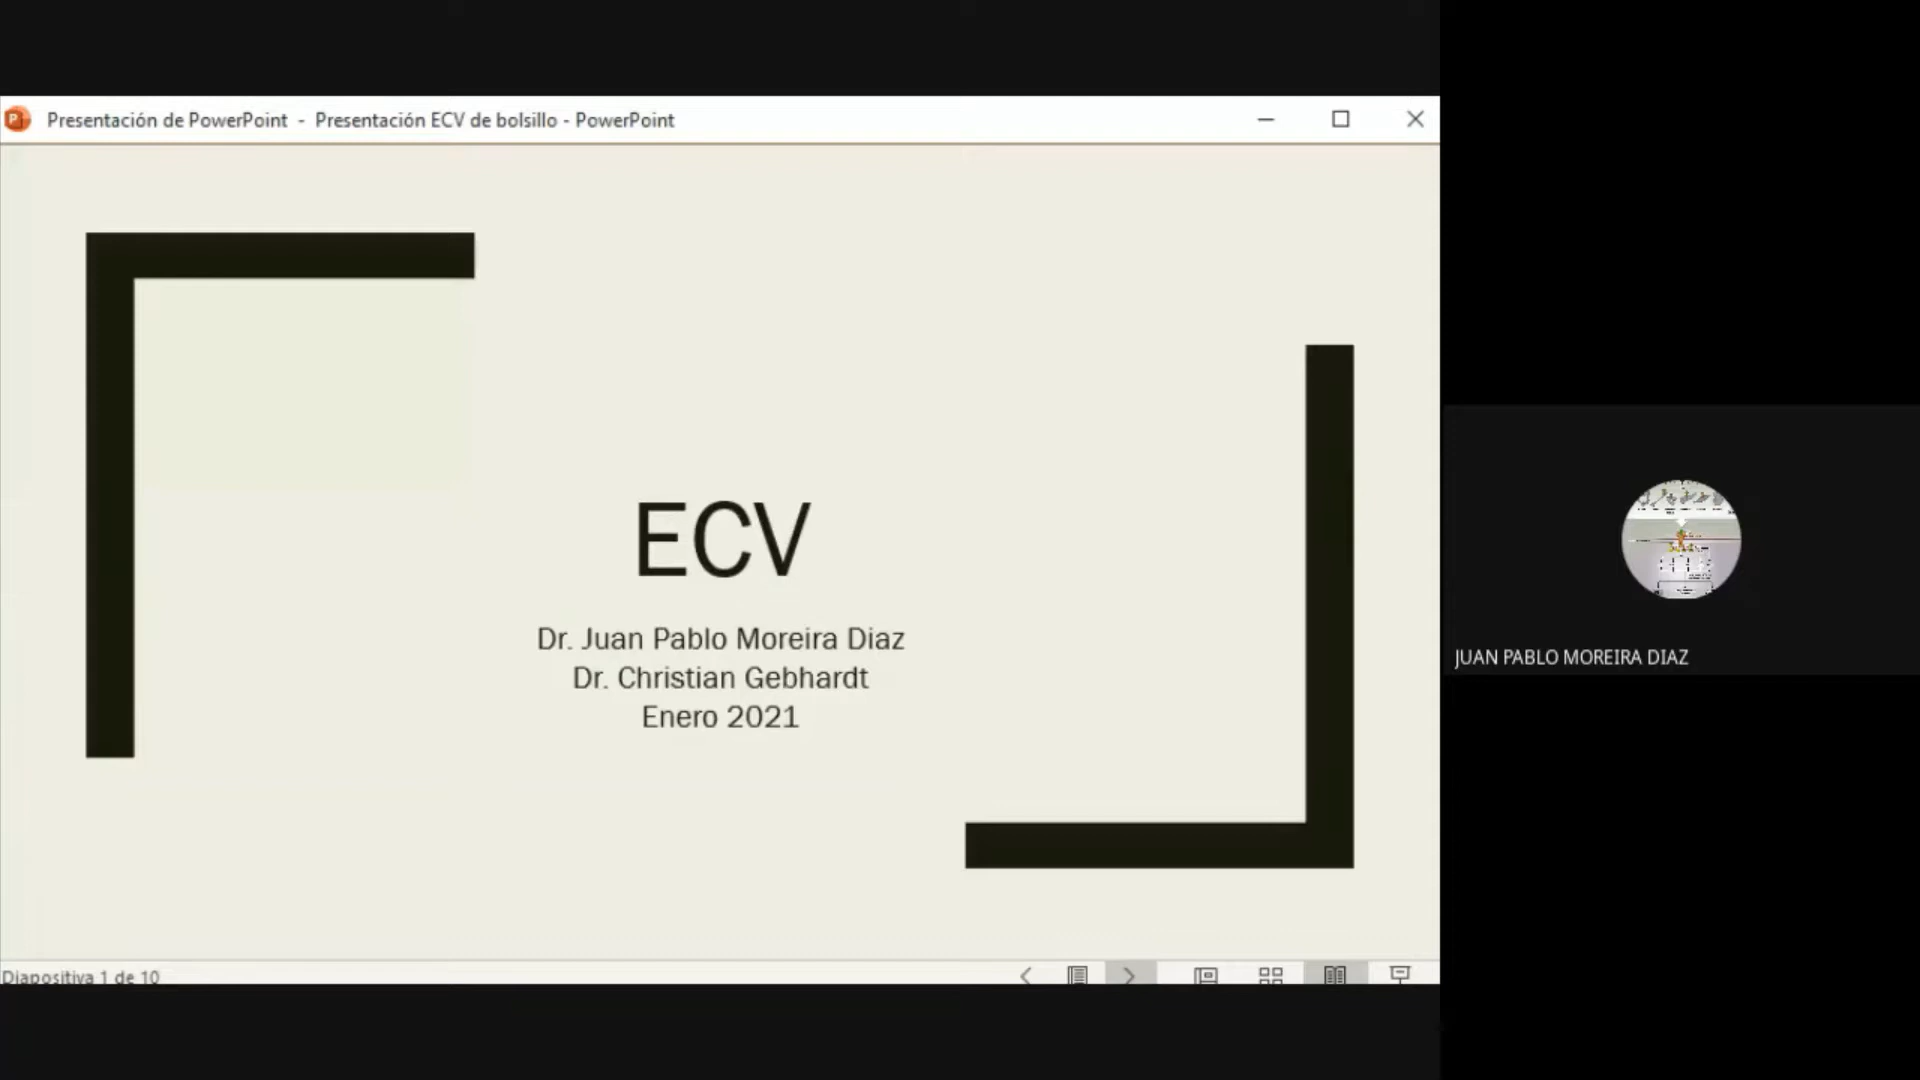 Presentación de PowerPoint - Presentación ECV de bolsillo - PowerPoint
ECV
Dr. Juan Pablo Moreira Diaz
Dr. Christian Gebhardt
Enero 2021
JUAN PABLO MOREIRA DIAZ
Diapositiva 1 de 10